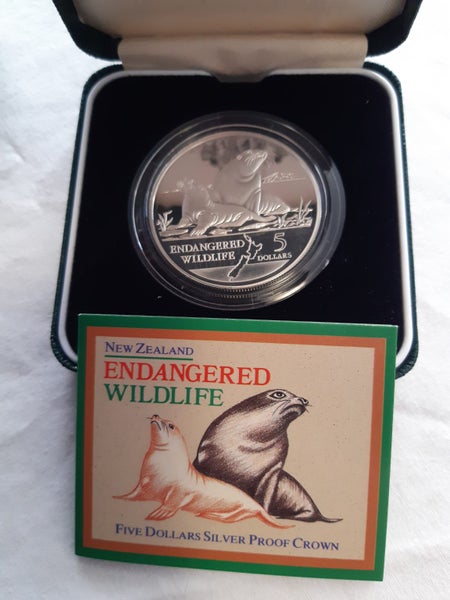 ENDANGERED
WILDLIFE
5
DOLLARS
NEW ZEALAND
ENDANGERED
WILDLIFE
FIVE DOLLARS SILVER PROOF CROWN